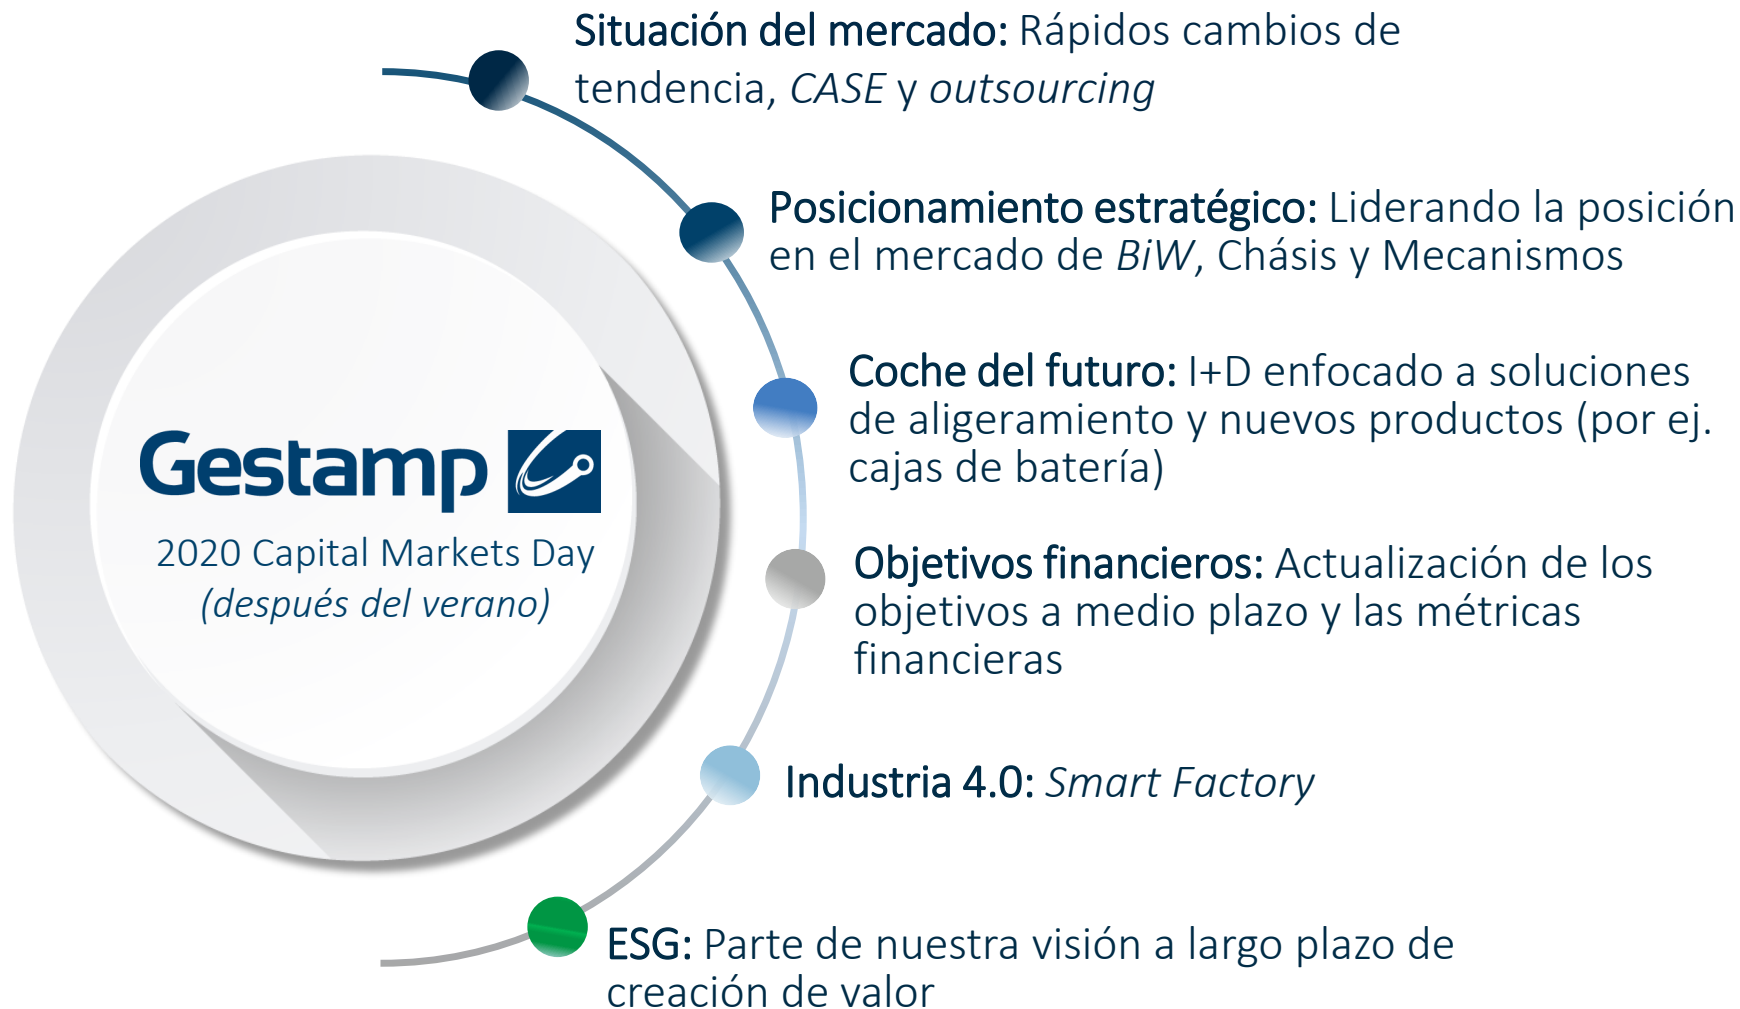 Situación del mercado: Rápidos cambios de
tendencia, CASE y outsourcing
Posicionamiento estratégico: Liderando la posición
en el mercado de BiW, Chásis y Mecanismos
Coche del futuro: I+D enfocado a soluciones
de aligeramiento y nuevos productos (por ej.
cajas de batería)
Gestamp
2020 Capital Markets Day
(después del verano)
Objetivos financieros: Actualización de los
objetivos a medio plazo y las métricas
financieras
Industria 4.0: Smart Factory
ESG: Parte de nuestra visión a largo plazo de
creación de valor